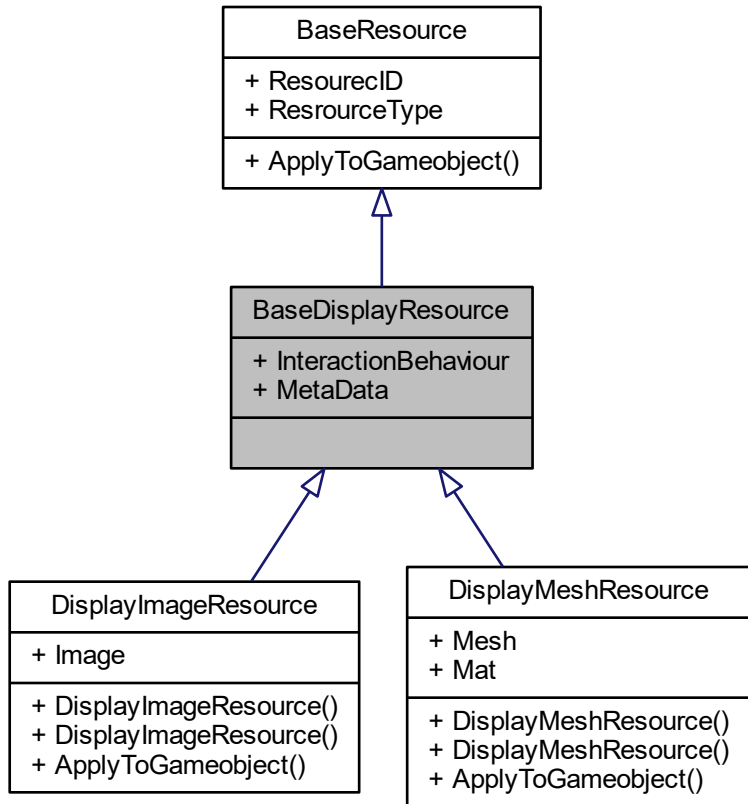 BaseResource
+ ResourecID
+ ResrourceType
+ ApplyToGameobject()
BaseDisplayResource
+ InteractionBehaviour
+ MetaData
DisplayImageResource
+ Image
+ DisplayImageResource()
+ DisplayImageResource()
+ ApplyToGameobject()
DisplayMeshResource
+ Mesh
+ Mat
+ DisplayMeshResource()
+ DisplayMeshResource()
+ ApplyToGameobject()